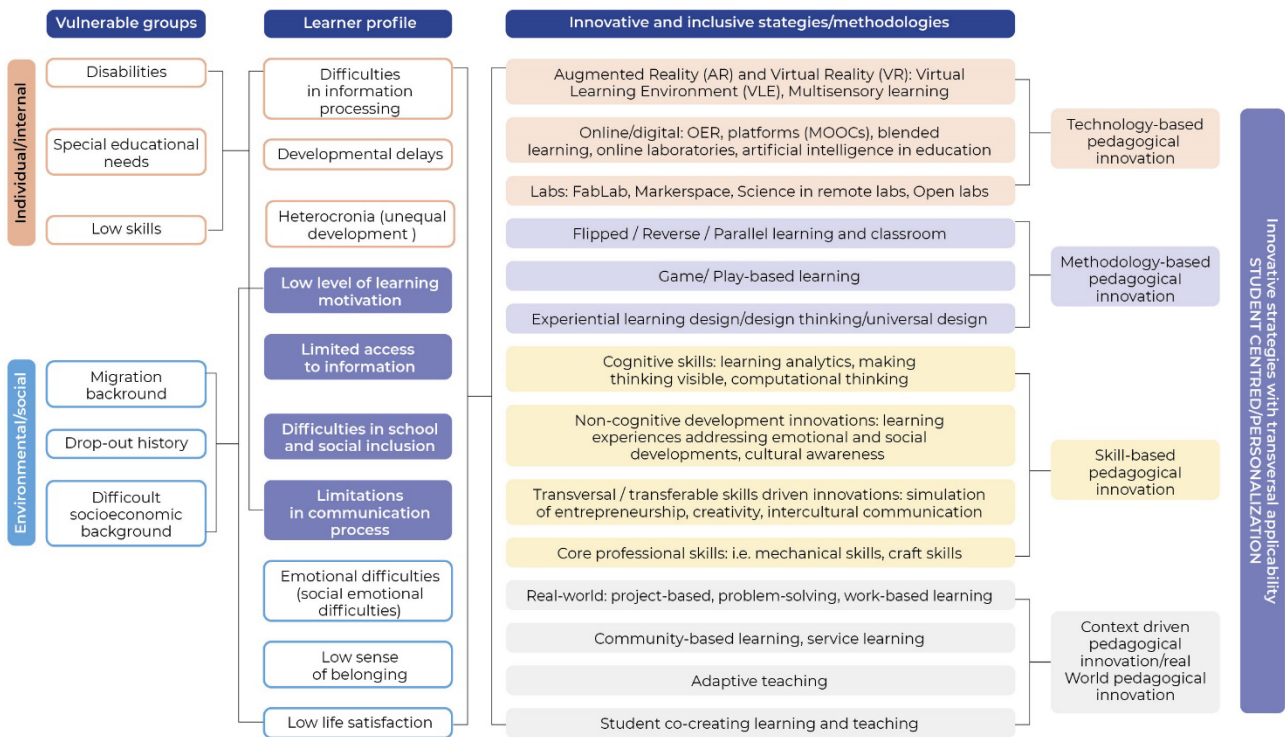 Vulnerable groups
Learner profile
Innovative and inclusive stategies/methodologies
Individual/internal
Disabilities
Special educational
needs
Low skills
Environmental/social
Migration
backround
Drop-out history
Difficoult
socioeconomic
background
Difficulties
in information
processing
Developmental delays
Heterocronia (unequal
development )
Low level of learning
motivation
Limited access
to information
Difficulties in school
and social inclusion
Limitations
in communication
process
Emotional difficulties
(social emotional
difficulties)
Low sense
of belonging
Low life satisfaction
Augmented Reality (AR) and Virtual Reality (VR): Virtual
Learning Environment (VLE), Multisensory learning
Online/digital: OER, platforms (MOOCs), blended
learning, online laboratories, artificial intelligence in education
Labs: FabLab, Markerspace, Science in remote labs, Open labs
Flipped / Reverse / Parallel learning and classroom
Game/ Play-based learning
Experiential learning design/design thinking/universal design
Cognitive skills: learning analytics, making
thinking visible, computational thinking
Non-cognitive development innovations: learning
experiences addressing emotional and social
developments, cultural awareness
Transversal / transferable skills driven innovations: simulation
of entrepreneurship, creativity, intercultural communication
Core professional skills: i.e. mechanical skills, craft skills
Real-world: project-based, problem-solving, work-based learning
Community-based learning, service learning
Adaptive teaching
Student co-creating learning and teaching
Technology-based
pedagogical
innovation
Methodology-based
pedagogical
innovation
Skill-based
pedagogical
innovation
Context driven
pedagogical
innovation/real
World pedagogical
innovation
Innovative strategies with transversal applicability
STUDENT CENTRED/PERSONALIZATION